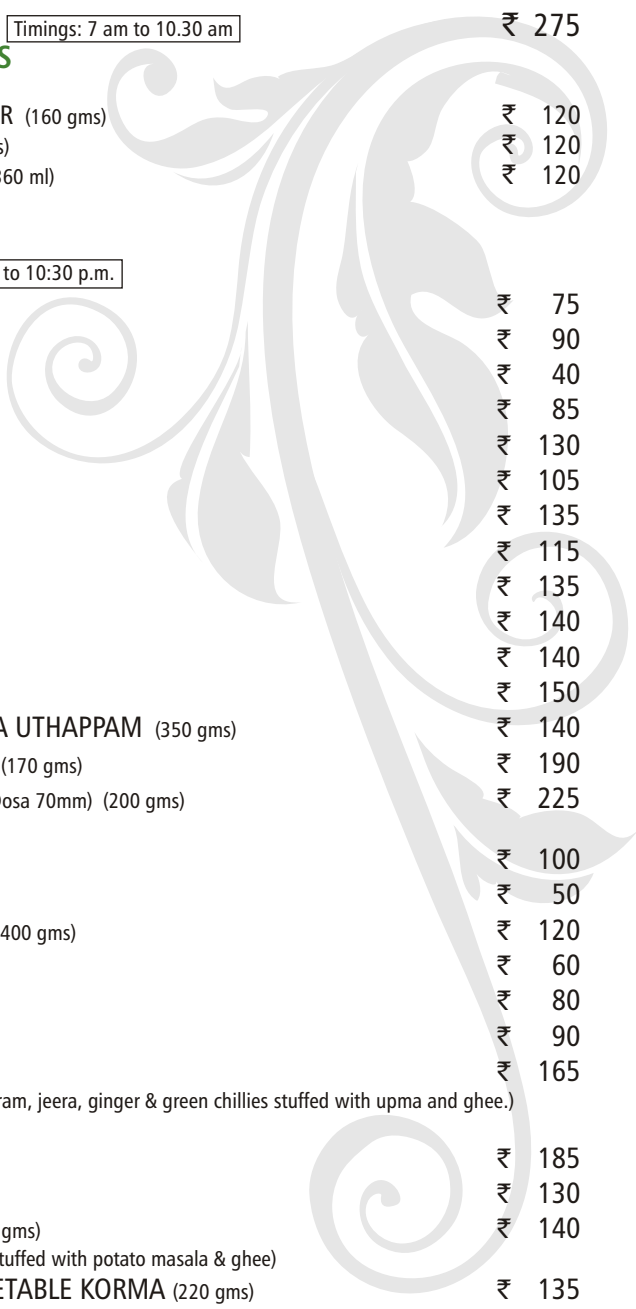 Timings: 7 am to 10.30 am ₹ 275
S
R (160 gms) ₹ 120
s) ₹ 120
360 ml) ₹ 120
to 10:30 p.m.
₹ 75
₹ 90
₹ 40
₹ 85
₹ 130
₹ 105
₹ 135
₹ 115
₹ 135
₹ 140
₹ 140
₹ 150
A UTHAPPAM (350 gms) ₹ 140
(170 gms) ₹ 190
Dosa 70mm) (200 gms) ₹ 225
₹ 100
₹ 50
400 gms) ₹ 120
₹ 60
₹ 80
₹ 90
₹ 165
ram, jeera, ginger & green chillies stuffed with upma and ghee.)
₹ 185
₹ 130
gms) ₹ 140
tuffed with potato masala & ghee)
ETABLE KORMA (220 gms) ₹ 135